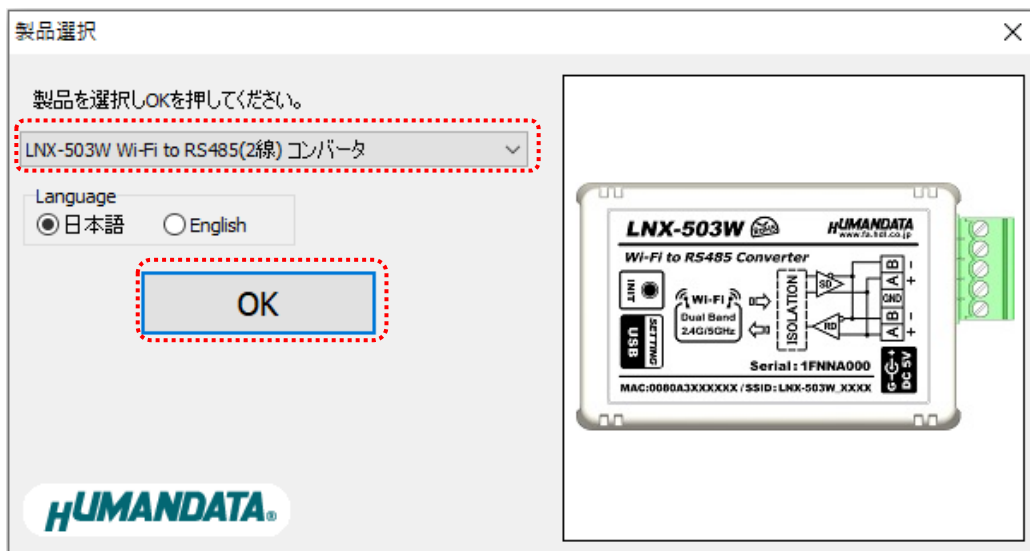 製品選択
製品を選択しOKを押してください。
LNX-503W Wi-Fi to RS485(2線) コンバータ
Language
日本語 English
OK
HUMANDATA®
LNX-503W RoHS HUMANDATA
www.fa.hdl.co.jp
Wi-Fi to RS485 Converter
INIT
SETTING
USB
Wi-Fi
Dual Band
2.4G/5GHz
ISOLATION
SD
RD
B -
A +
GND
B -
A +
Serial:1FNNA000
G + DC 5V
MAC:0080A3XXXXXX / SSID:LNX-503W_XXXX